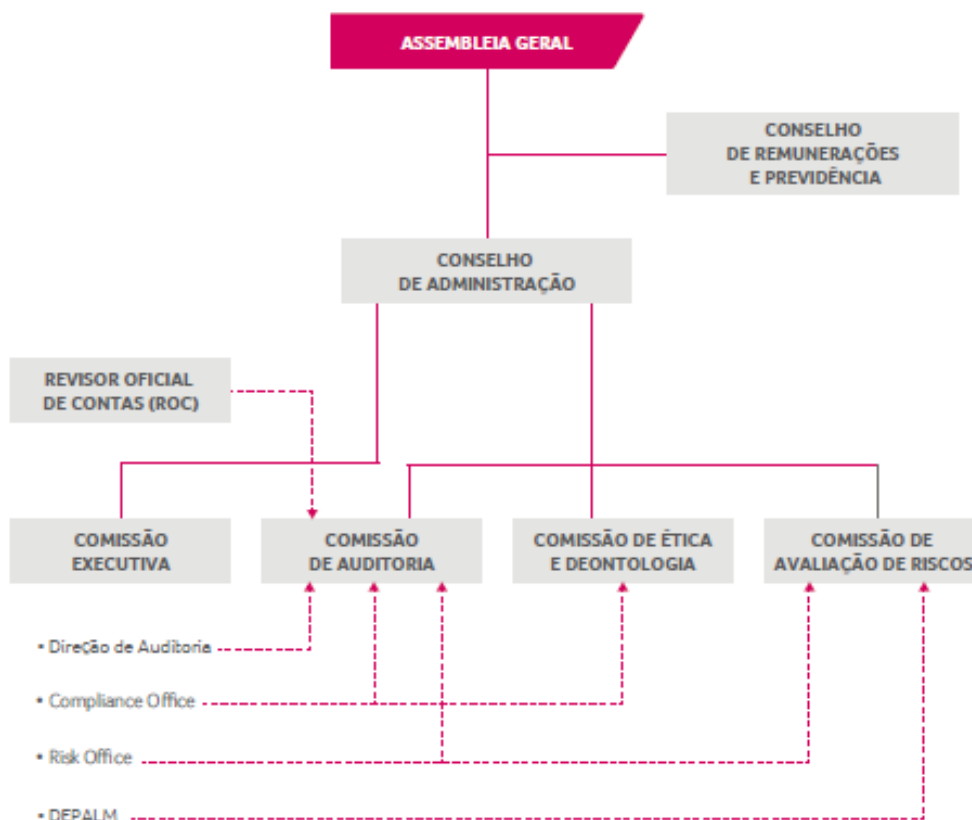 ASSEMBLEIA GERAL
CONSELHO
DE REMUNERAÇÕES
E PREVIDÊNCIA
CONSELHO
DE ADMINISTRAÇÃO
REVISOR OFICIAL
DE CONTAS (ROC)
COMISSÃO
EXECUTIVA
COMISSÃO
DE AUDITORIA
COMISSÃO DE ÉTICA
E DEONTOLOGIA
COMISSÃO DE
AVALIAÇÃO DE RISCOS
• Direção de Auditoria
• Compliance Office
• Risk Office
• DEPALM